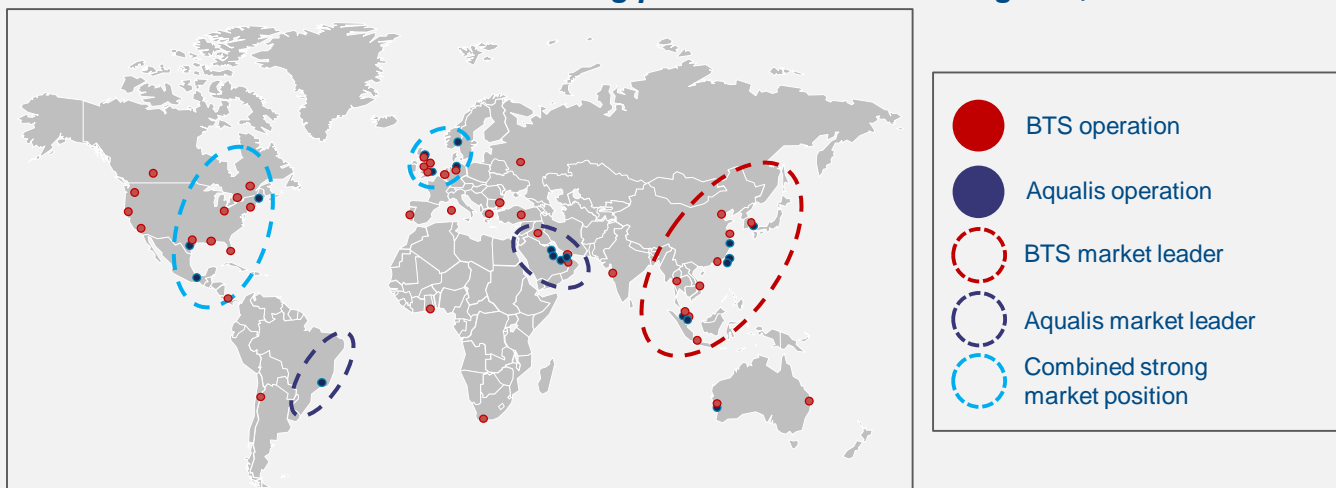 BTS operation
Aqualis operation
BTS market leader
Aqualis market leader
Combined strong
market position